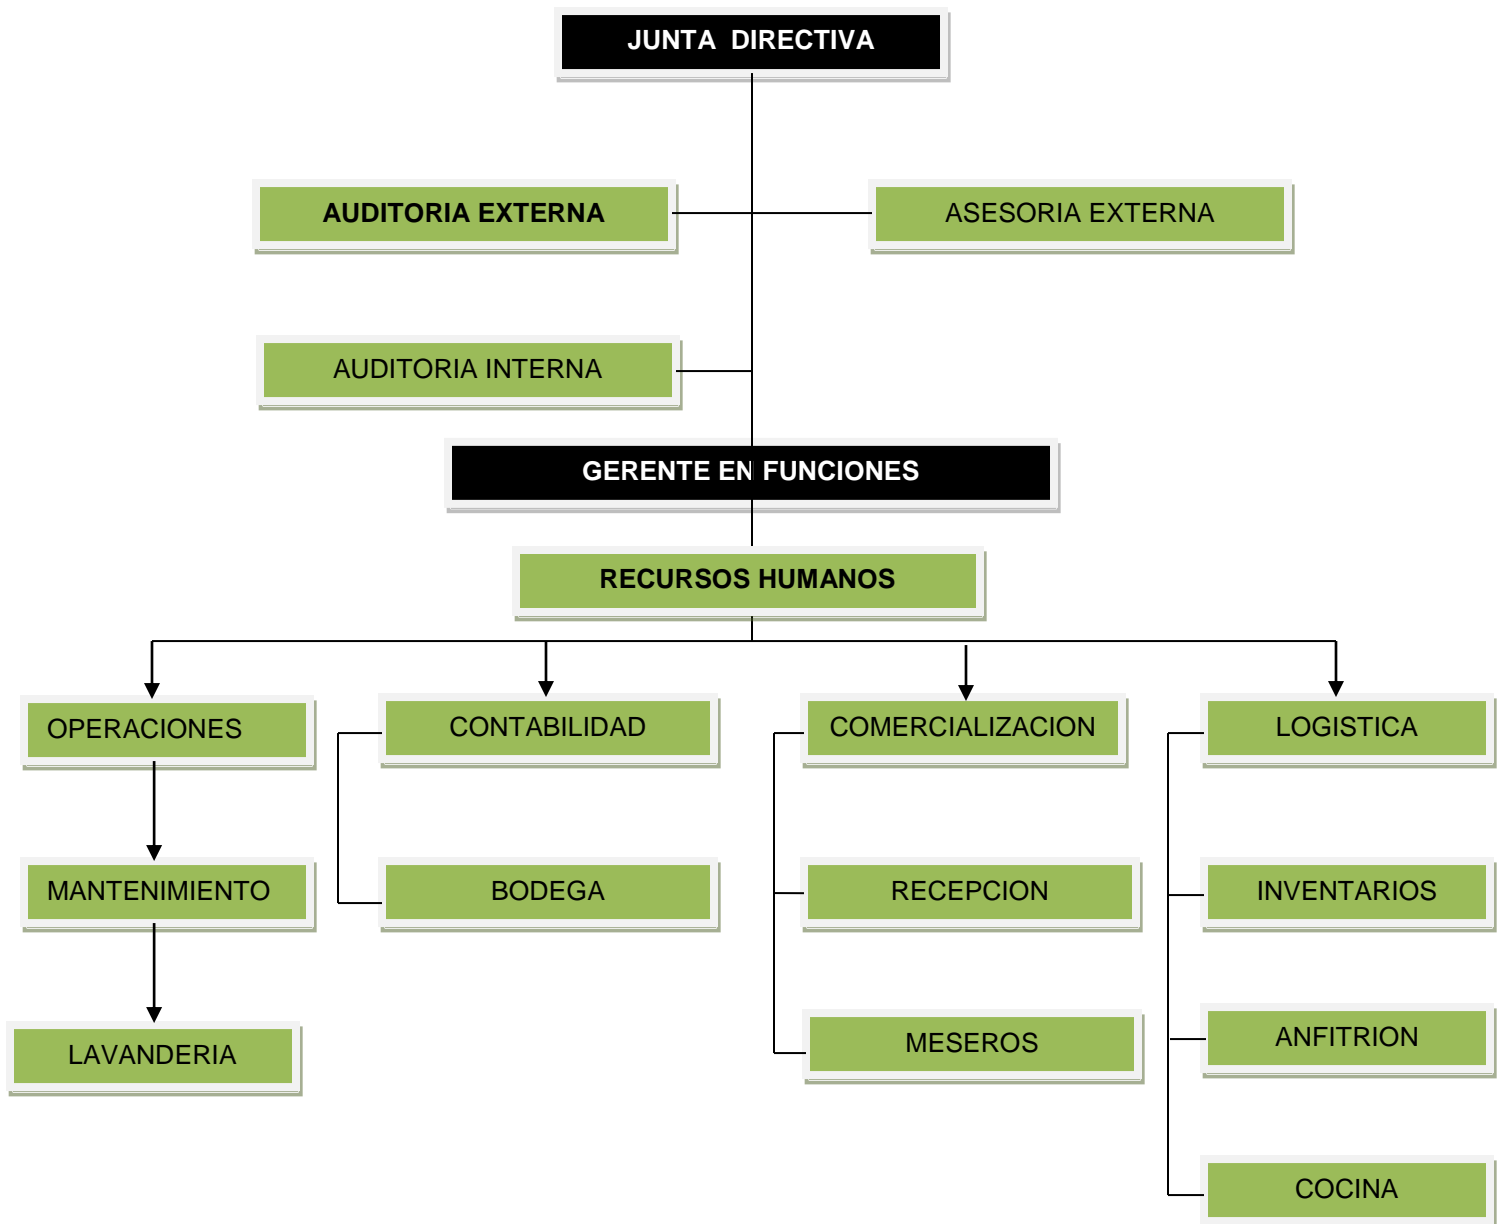 JUNTA DIRECTIVA
AUDITORIA EXTERNA
ASESORIA EXTERNA
AUDITORIA INTERNA
GERENTE EN FUNCIONES
RECURSOS HUMANOS
OPERACIONES
CONTABILIDAD
COMERCIALIZACION
LOGISTICA
MANTENIMIENTO
BODEGA
RECEPCION
INVENTARIOS
LAVANDERIA
MESEROS
ANFITRION
COCINA